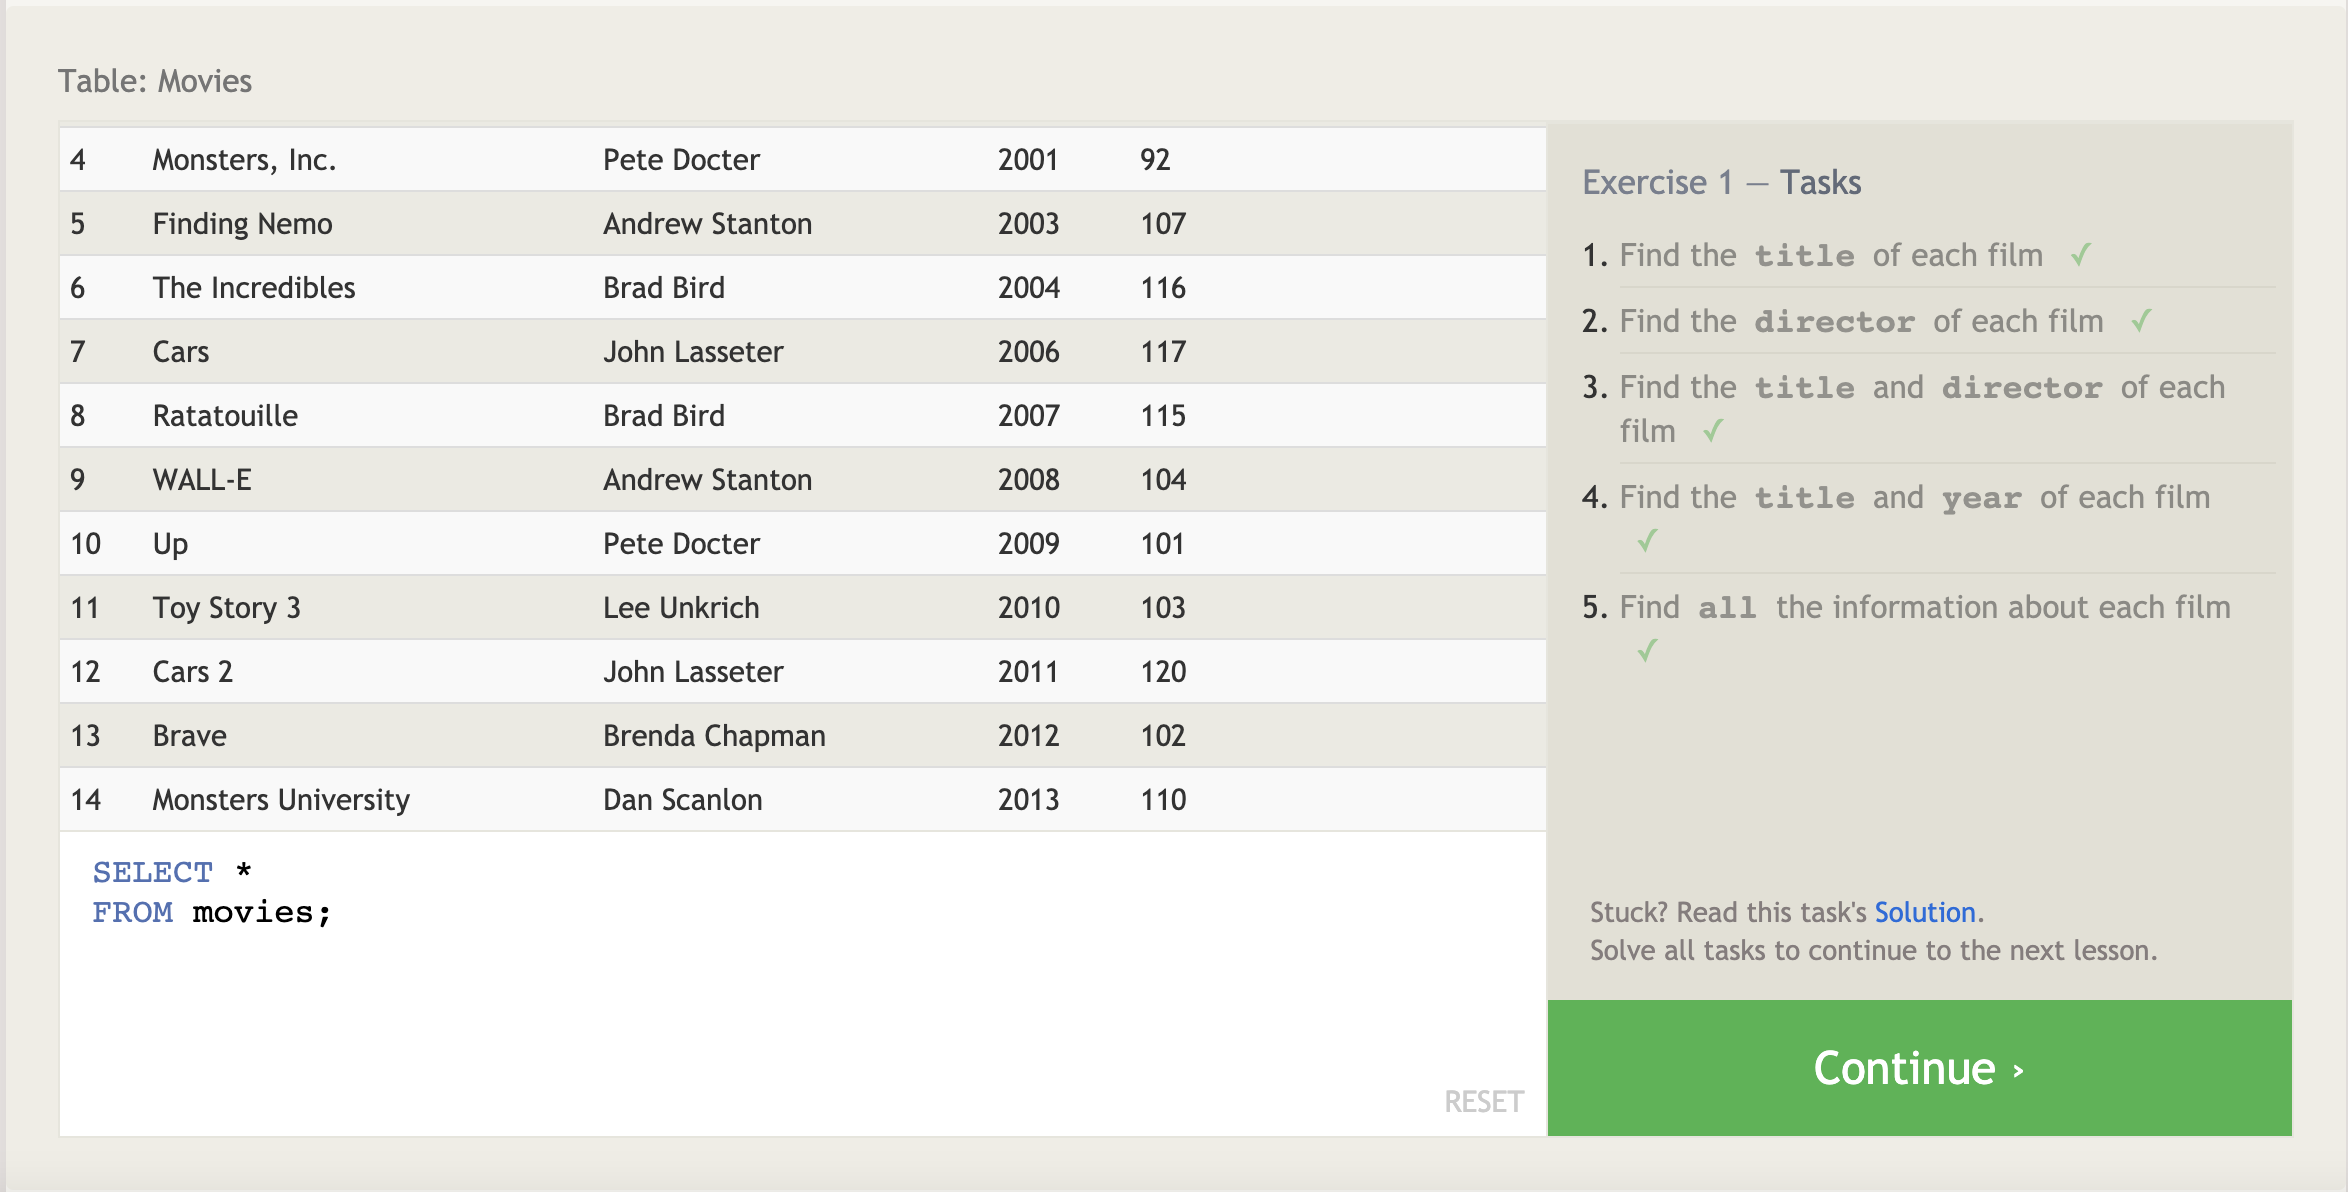 Table: Movies
4 Monsters, Inc. Pete Docter 2001 92
5 Finding Nemo Andrew Stanton 2003 107
6 The Incredibles Brad Bird 2004 116
7 Cars John Lasseter 2006 117
8 Ratatouille Brad Bird 2007 115
9 WALL-E Andrew Stanton 2008 104
10 Up Pete Docter 2009 101
11 Toy Story 3 Lee Unkrich 2010 103
12 Cars 2 John Lasseter 2011 120
13 Brave Brenda Chapman 2012 102
14 Monsters University Dan Scanlon 2013 110
SELECT *
FROM movies;
RESET
Exercise 1 — Tasks
1. Find the title of each film ✓
2. Find the director of each film ✓
3. Find the title and director of each
film ✓
4. Find the title and year of each film
✓
5. Find all the information about each film
✓
Stuck? Read this task's Solution.
Solve all tasks to continue to the next lesson.
Continue ›